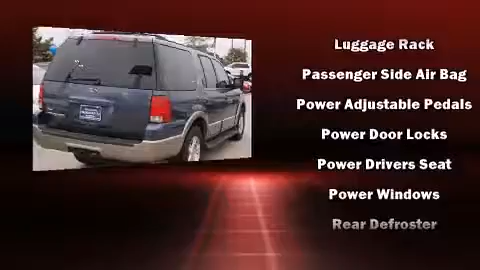 Luggage Rack
Passenger Side Air Bag
Power Adjustable Pedals
Power Door Locks
Power Drivers Seat
Power Windows
Rear Defroster